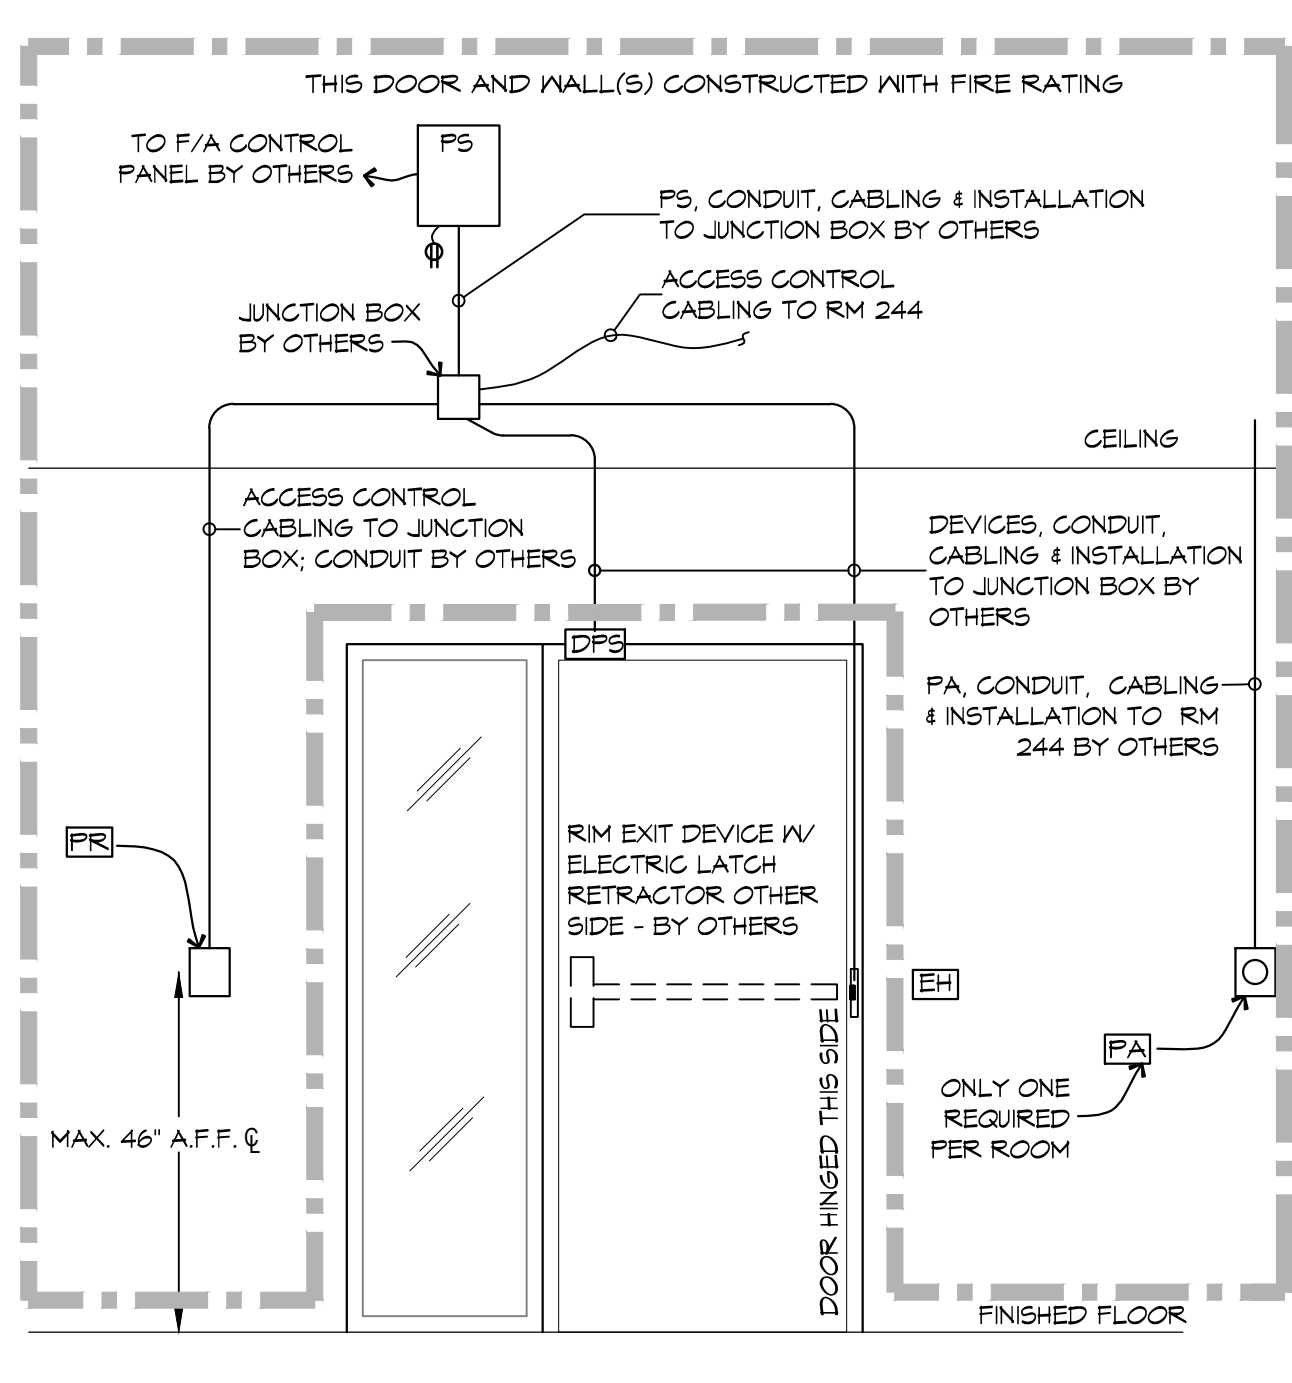 THIS DOOR AND WALL(S) CONSTRUCTED WITH FIRE RATING
TO F/A CONTROL
PANEL BY OTHERS
PS
PS, CONDUIT, CABLING & INSTALLATION
TO JUNCTION BOX BY OTHERS
ACCESS CONTROL
CABLING TO RM 244
JUNCTION BOX
BY OTHERS
CEILING
ACCESS CONTROL
CABLING TO JUNCTION
BOX; CONDUIT BY OTHERS
DEVICES, CONDUIT,
CABLING & INSTALLATION
TO JUNCTION BOX BY
OTHERS
DPS
PA, CONDUIT, CABLING
& INSTALLATION TO RM
244 BY OTHERS
PR
RIM EXIT DEVICE W/
ELECTRIC LATCH
RETRACTOR OTHER
SIDE - BY OTHERS
EH
DOOR HINGED THIS SIDE
PA
ONLY ONE
REQUIRED
PER ROOM
MAX. 46" A.F.F. ℄
FINISHED FLOOR